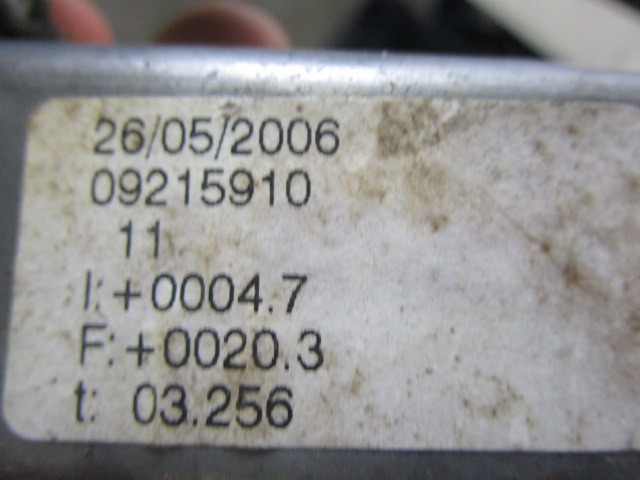 26/05/2006
09215910
11
I: +0004.7
F: +0020.3
t: 03.256